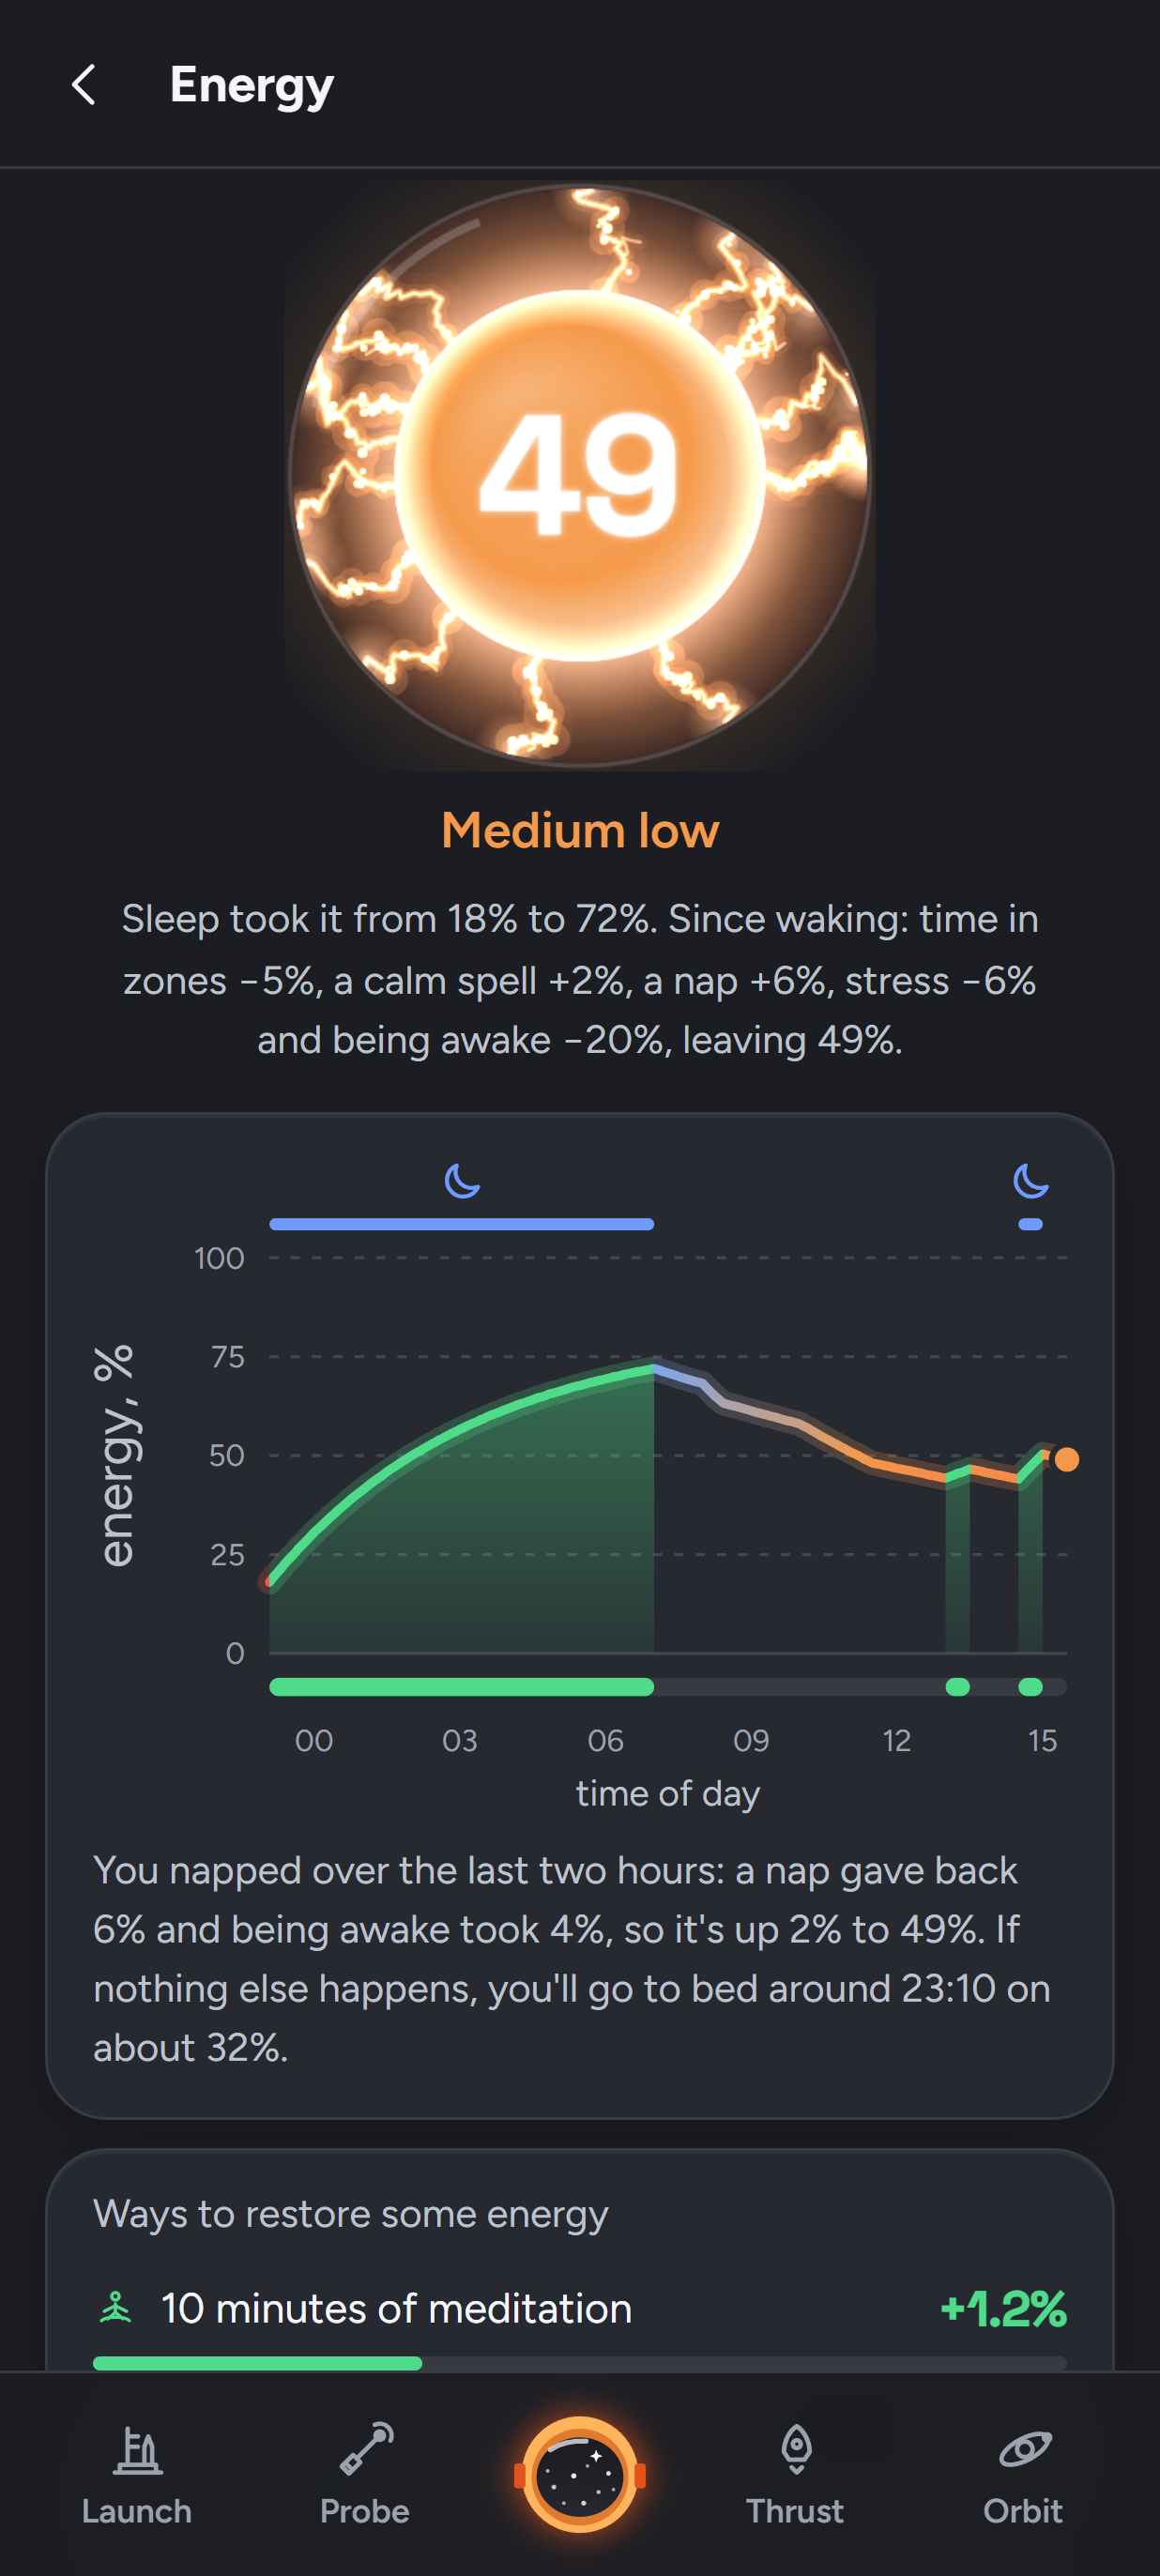 Energy
49
Medium low
Sleep took it from 18% to 72%. Since waking: time in
zones −5%, a calm spell +2%, a nap +6%, stress −6%
and being awake −20%, leaving 49%.
100
75
50
25
0
energy, %
00 03 06 09 12 15
time of day
You napped over the last two hours: a nap gave back
6% and being awake took 4%, so it's up 2% to 49%. If
nothing else happens, you'll go to bed around 23:10 on
about 32%.
Ways to restore some energy
10 minutes of meditation +1.2%
Launch Probe Thrust Orbit